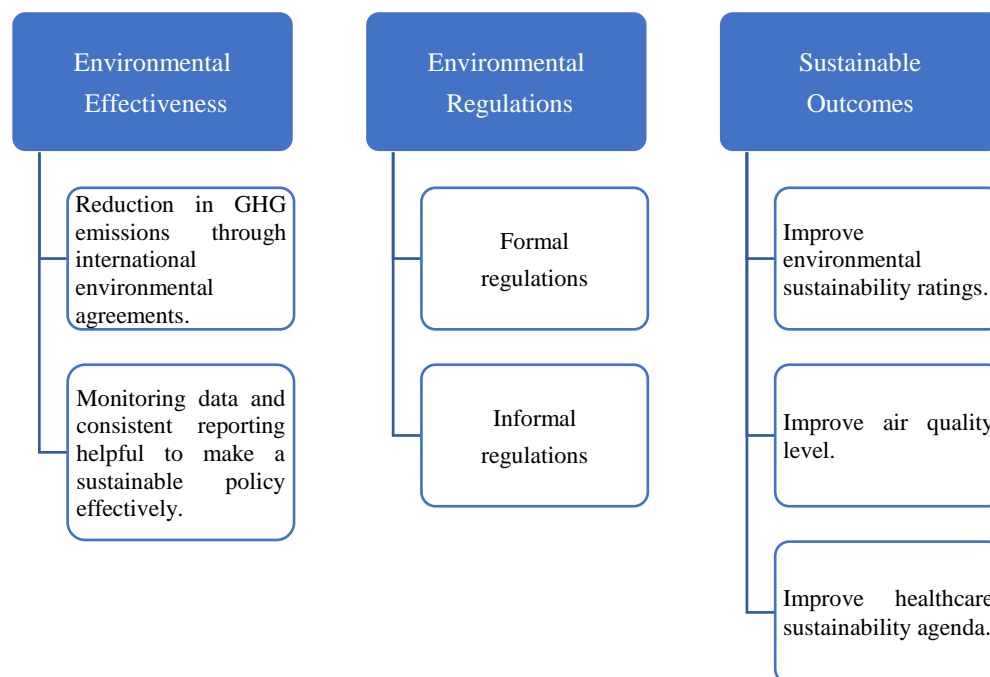 Environmental
Effectiveness
Reduction in GHG
emissions through
international
environmental
agreements.
Monitoring data and
consistent reporting
helpful to make a
sustainable policy
effectively.
Environmental
Regulations
Formal
regulations
Informal
regulations
Sustainable
Outcomes
Improve
environmental
sustainability ratings.
Improve air quality
level.
Improve healthcare
sustainability agenda.